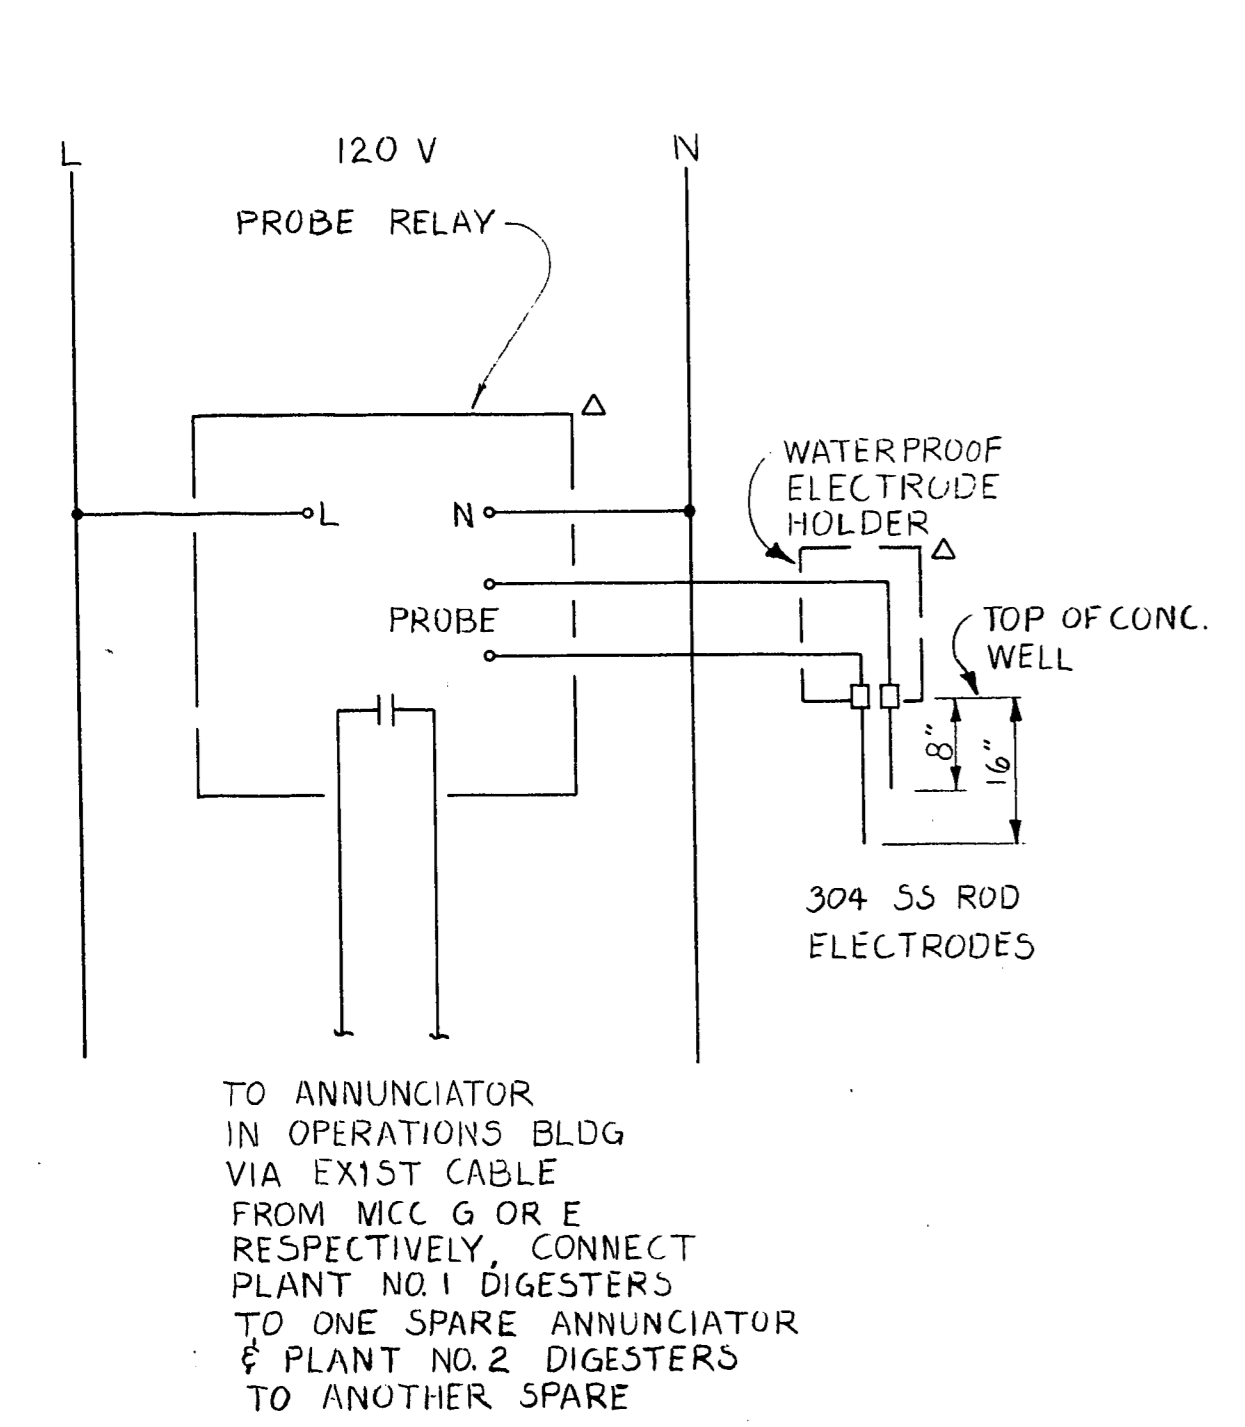 L 120 V N
PROBE RELAY
WATERPROOF
ELECTRODE
HOLDER
L N
PROBE
TOP OF CONC.
WELL
8"
16"
304 SS ROD
ELECTRODES
TO ANNUNCIATOR
IN OPERATIONS BLDG
VIA EXIST CABLE
FROM MCC G OR E
RESPECTIVELY, CONNECT
PLANT NO. 1 DIGESTERS
TO ONE SPARE ANNUNCIATOR
& PLANT NO. 2 DIGESTERS
TO ANOTHER SPARE